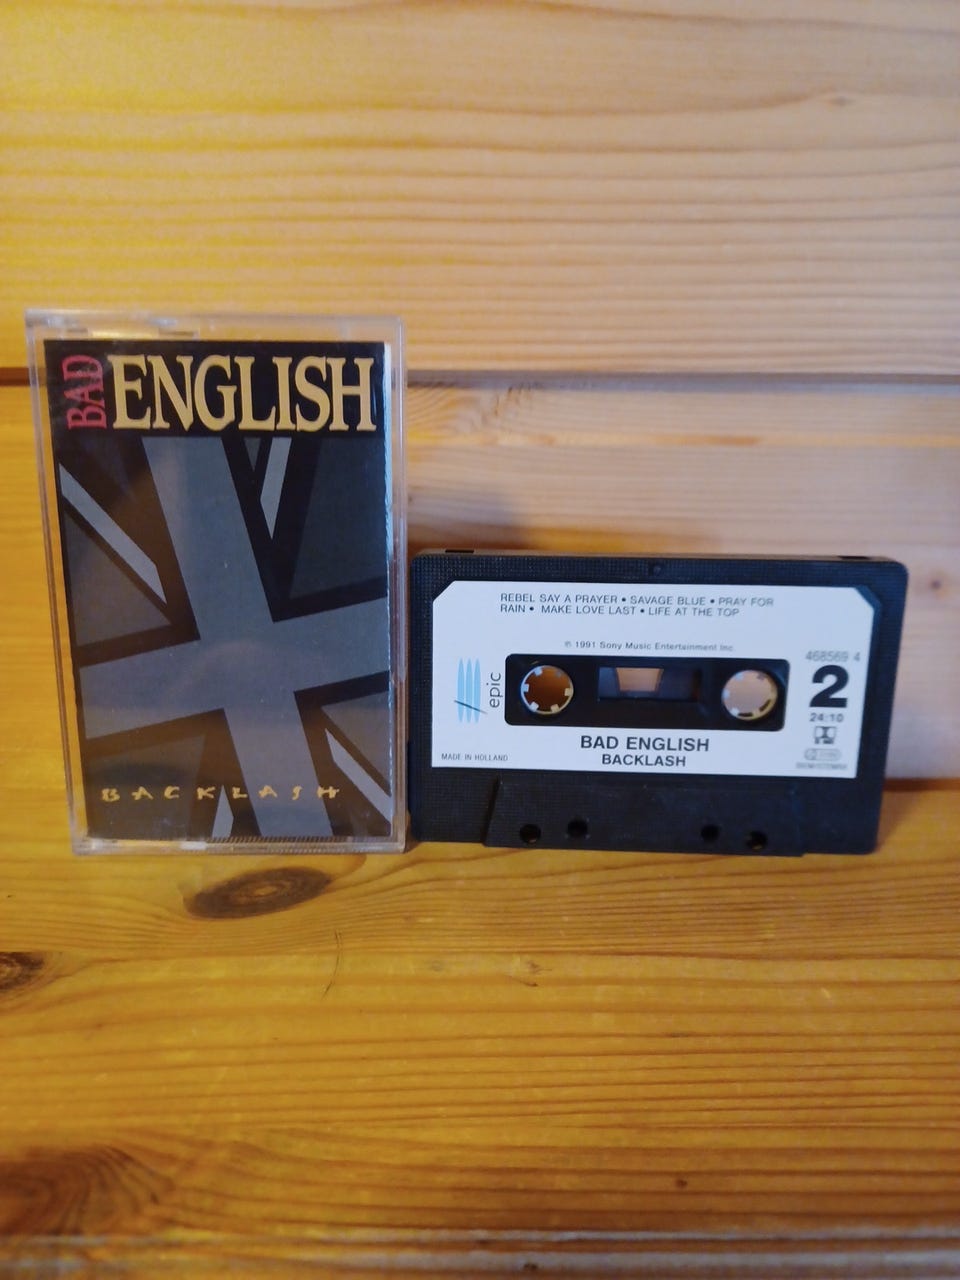 BAD ENGLISH
BACKLASH
REBEL SAY A PRAYER • SAVAGE BLUE • PRAY FOR
RAIN • MAKE LOVE LAST • LIFE AT THE TOP
℗ 1991 Sony Music Entertainment Inc.
468569 4
epic
2
24:10
BAD ENGLISH
BACKLASH
MADE IN HOLLAND